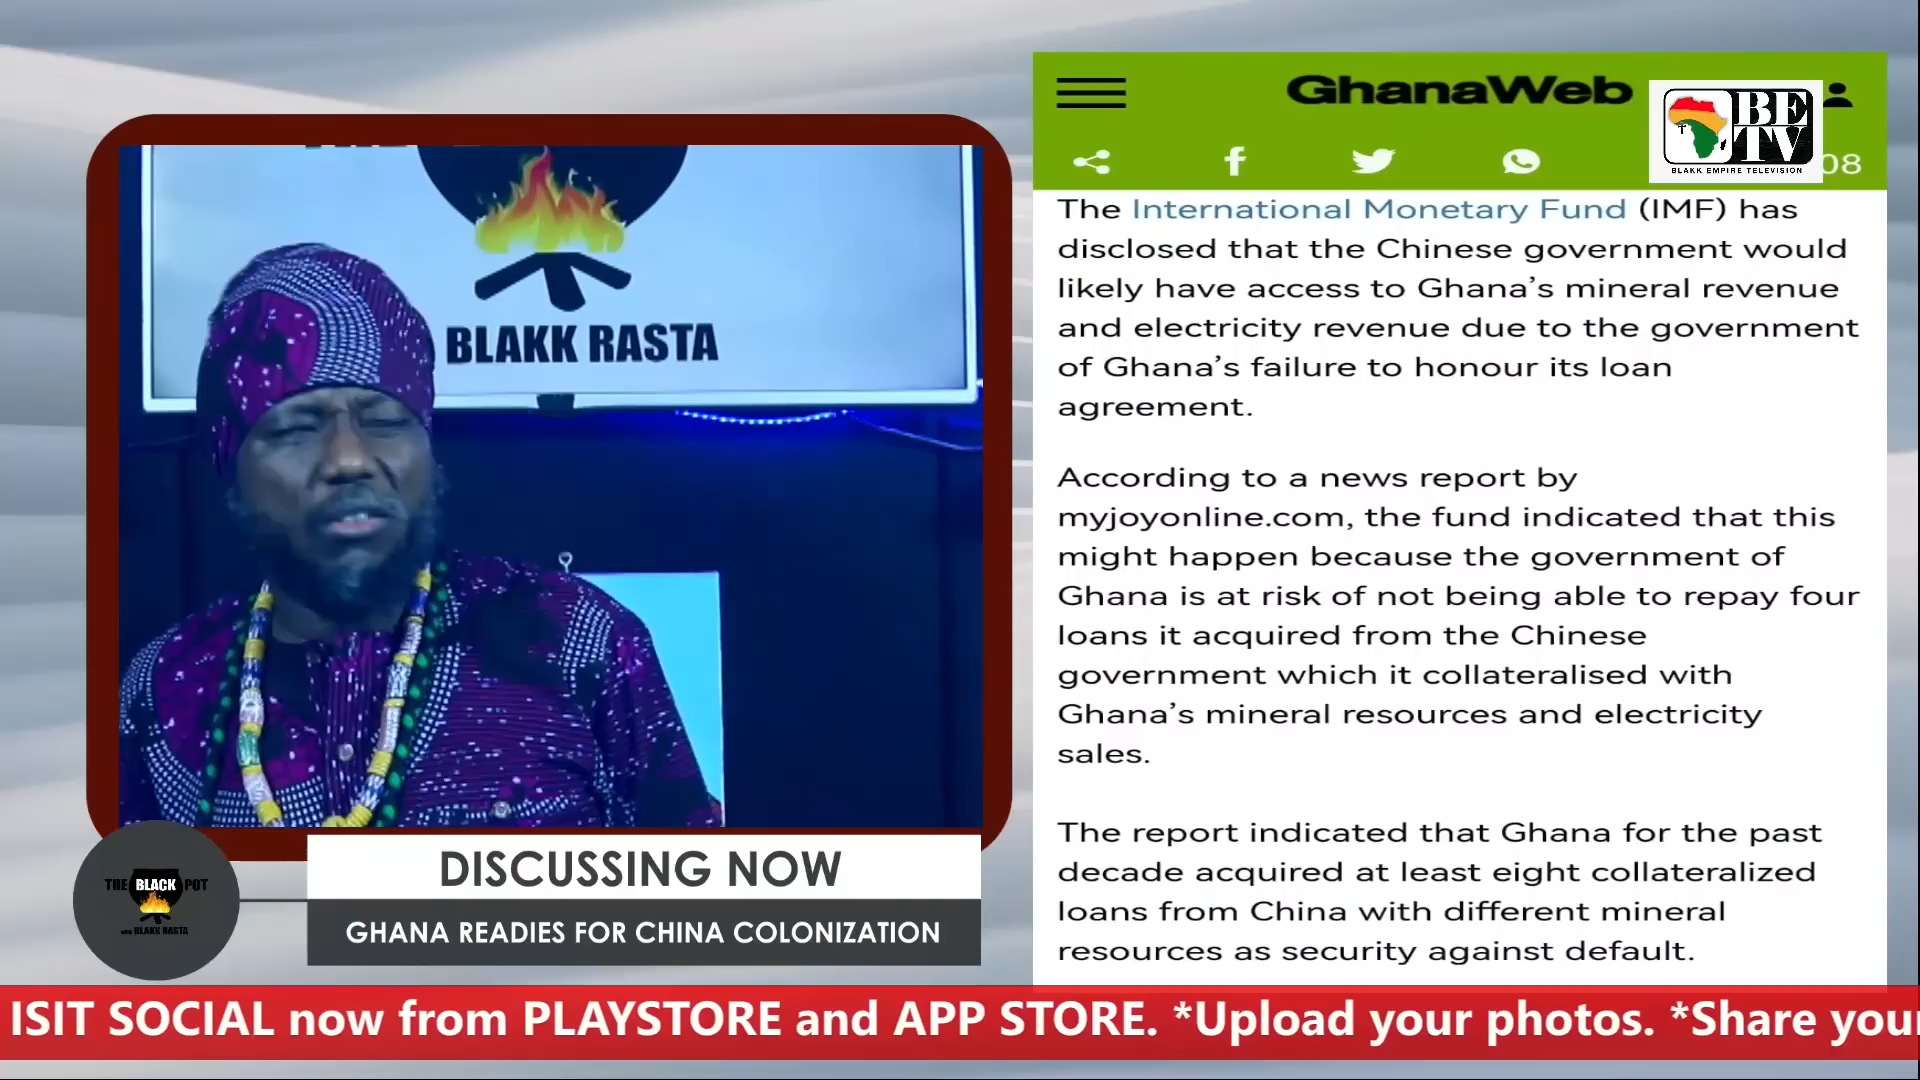 BLAKK RASTA
THE BLACK POT
WITH BLAKK RASTA
DISCUSSING NOW
GHANA READIES FOR CHINA COLONIZATION
GhanaWeb
BE
TV
BLAKK EMPIRE TELEVISION
08
The International Monetary Fund (IMF) has
disclosed that the Chinese government would
likely have access to Ghana’s mineral revenue
and electricity revenue due to the government
of Ghana’s failure to honour its loan
agreement.
According to a news report by
myjoyonline.com, the fund indicated that this
might happen because the government of
Ghana is at risk of not being able to repay four
loans it acquired from the Chinese
government which it collateralised with
Ghana’s mineral resources and electricity
sales.
The report indicated that Ghana for the past
decade acquired at least eight collateralized
loans from China with different mineral
resources as security against default.
ISIT SOCIAL now from PLAYSTORE and APP STORE. *Upload your photos. *Share your